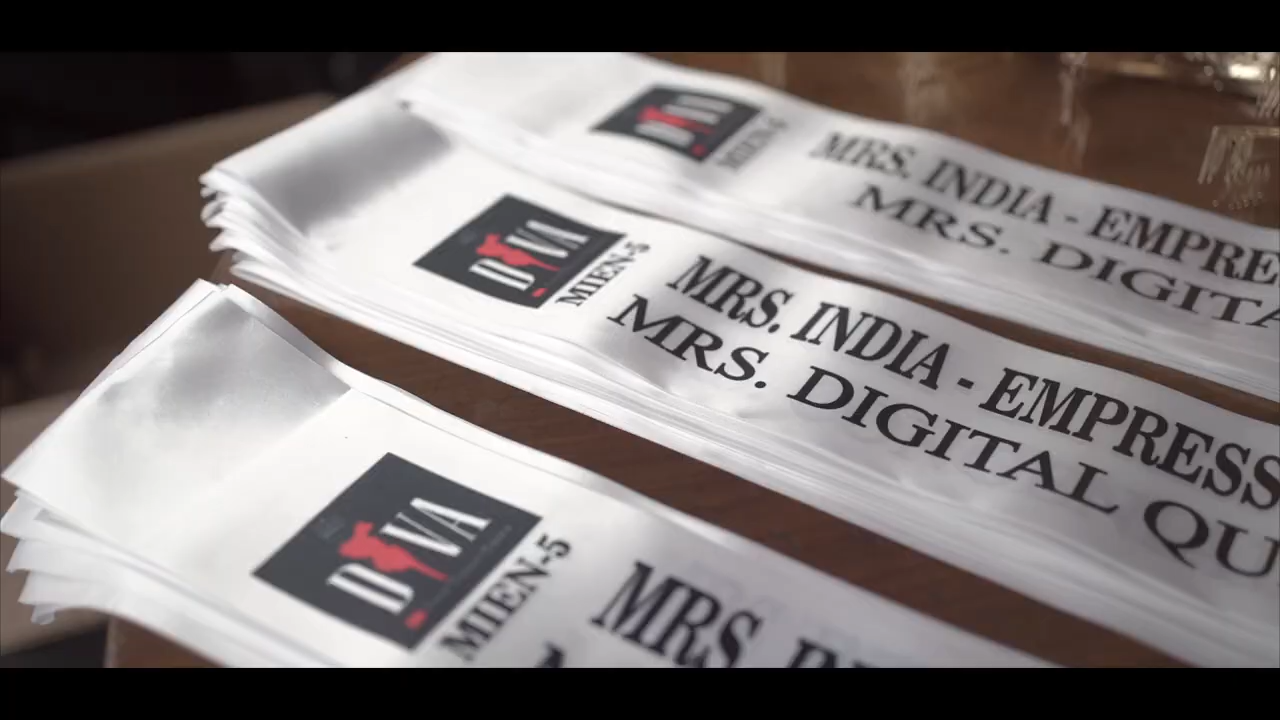 DIVA
MIEN-5
MRS. INDIA - EMPRE
MRS. DIGITA
DIVA
MIEN-5
MRS. INDIA - EMPRESS
MRS. DIGITAL QU
DIVA
MIEN-5
MRS. IN